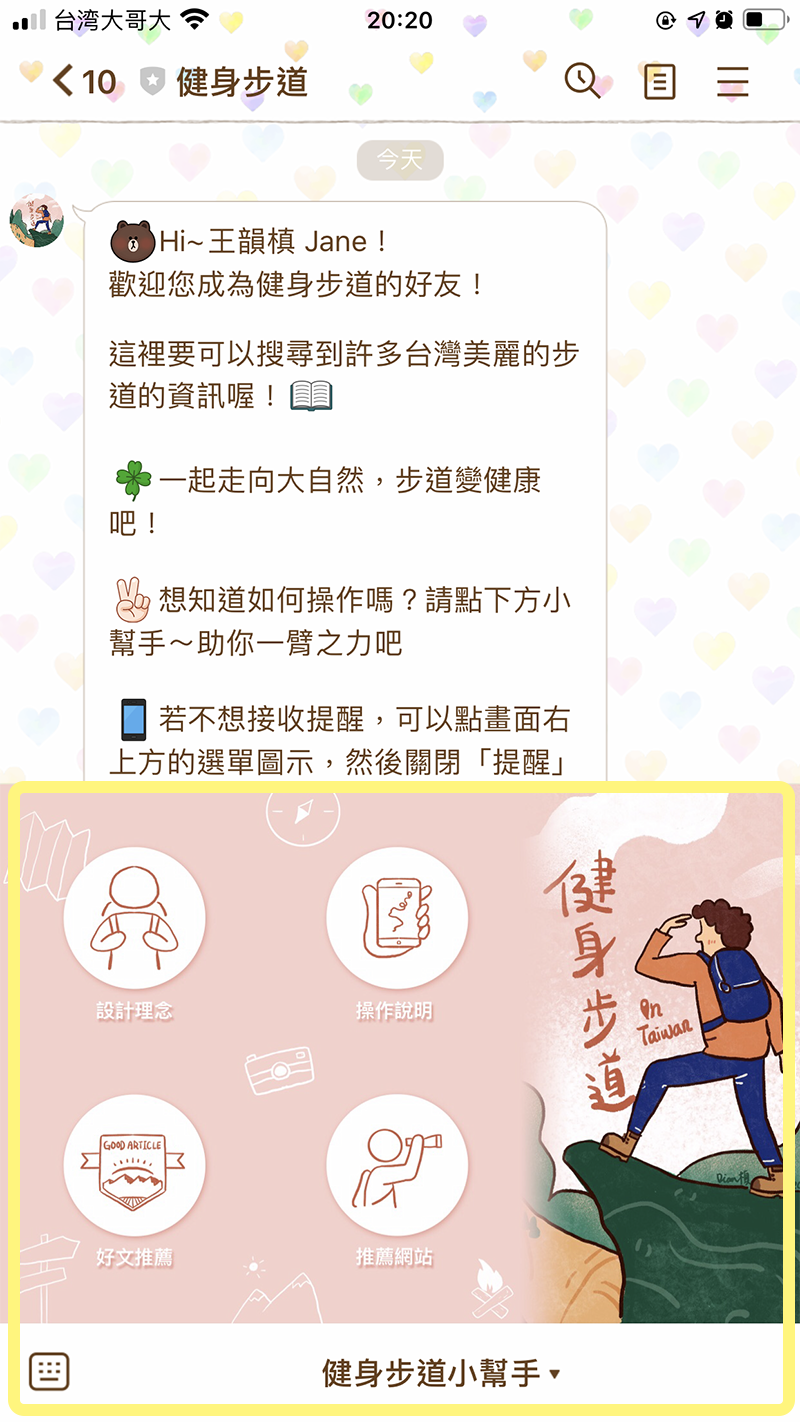 台湾大哥大 20:20
10 健身步道
今天
Hi~王韻槙 Jane！
歡迎您成為健身步道的好友！
這裡要可以搜尋到許多台灣美麗的步
道的資訊喔！
一起走向大自然，步道變健康
吧！
想知道如何操作嗎？請點下方小
幫手～助你一臂之力吧
若不想接收提醒，可以點畫面右
上方的選單圖示，然後關閉「提醒」
設計理念
操作說明
健身步道
in
Taiwan
GOOD ARTICLE
好文推薦
推薦網站
健身步道小幫手